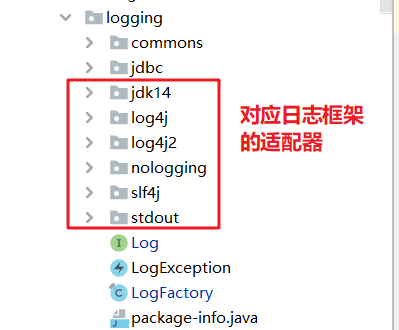 logging
commons
jdbc
jdk14
log4j
log4j2
nologging
slf4j
stdout
对应日志框架
的适配器
Log
LogException
LogFactory
package-info.java